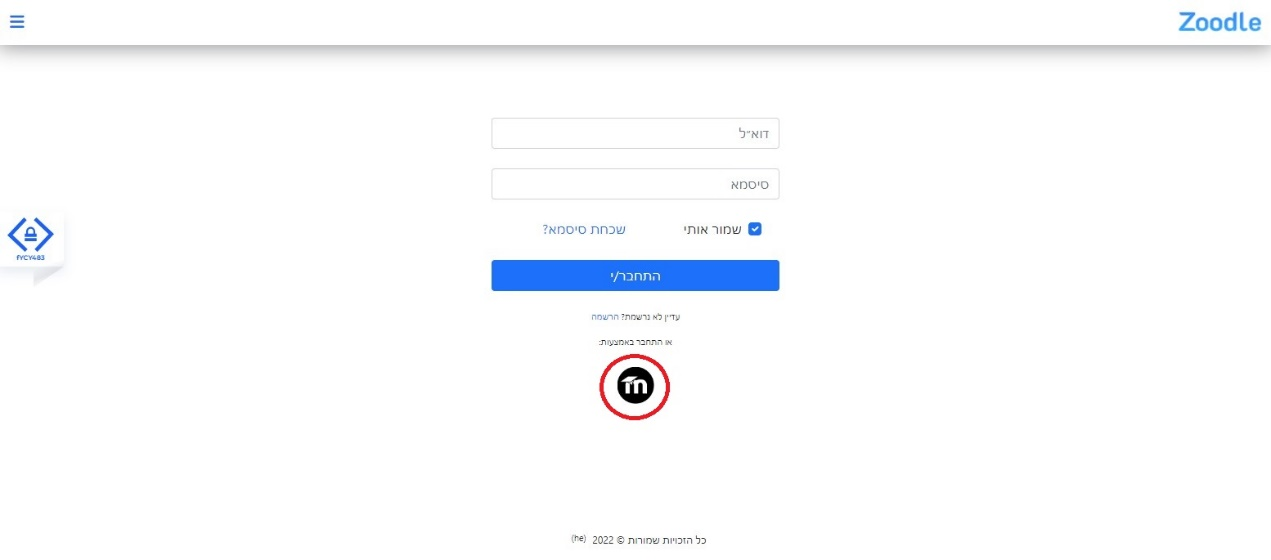 Zoodle
דוא״ל
סיסמא
שמור אותי
שכחת סיסמא?
FYCY483
התחבר/י
עדיין לא נרשמת? הרשמה
או התחבר באמצעות:
m
כל הזכויות שמורות © 2022 (he)